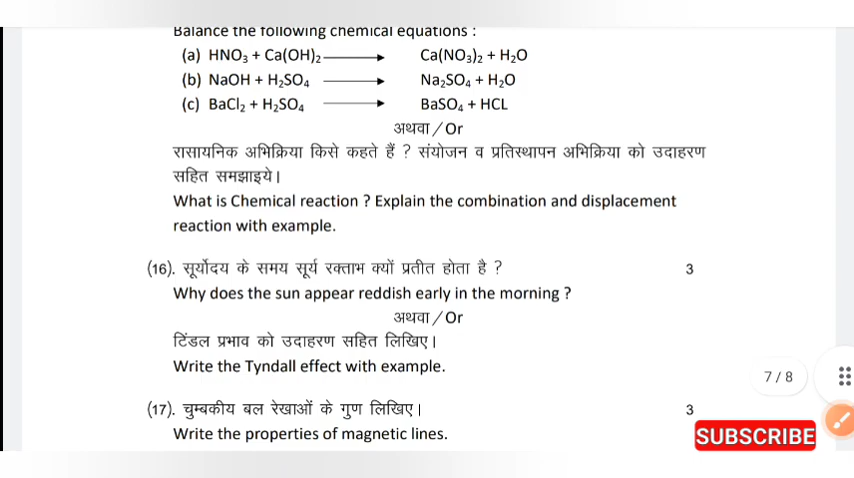 Balance the following chemical equations :
(a) HNO₃ + Ca(OH)₂ ⟶ Ca(NO₃)₂ + H₂O
(b) NaOH + H₂SO₄ ⟶ Na₂SO₄ + H₂O
(c) BaCl₂ + H₂SO₄ ⟶ BaSO₄ + HCL
अथवा / Or
रासायनिक अभिक्रिया किसे कहते हैं ? संयोजन व प्रतिस्थापन अभिक्रिया को उदाहरण
सहित समझाइये।
What is Chemical reaction ? Explain the combination and displacement
reaction with example.
(16). सूर्योदय के समय सूर्य रक्ताभ क्यों प्रतीत होता है ? 3
Why does the sun appear reddish early in the morning ?
अथवा / Or
टिंडल प्रभाव को उदाहरण सहित लिखिए।
Write the Tyndall effect with example.
7 / 8
(17). चुम्बकीय बल रेखाओं के गुण लिखिए। 3
Write the properties of magnetic lines.
SUBSCRIBE